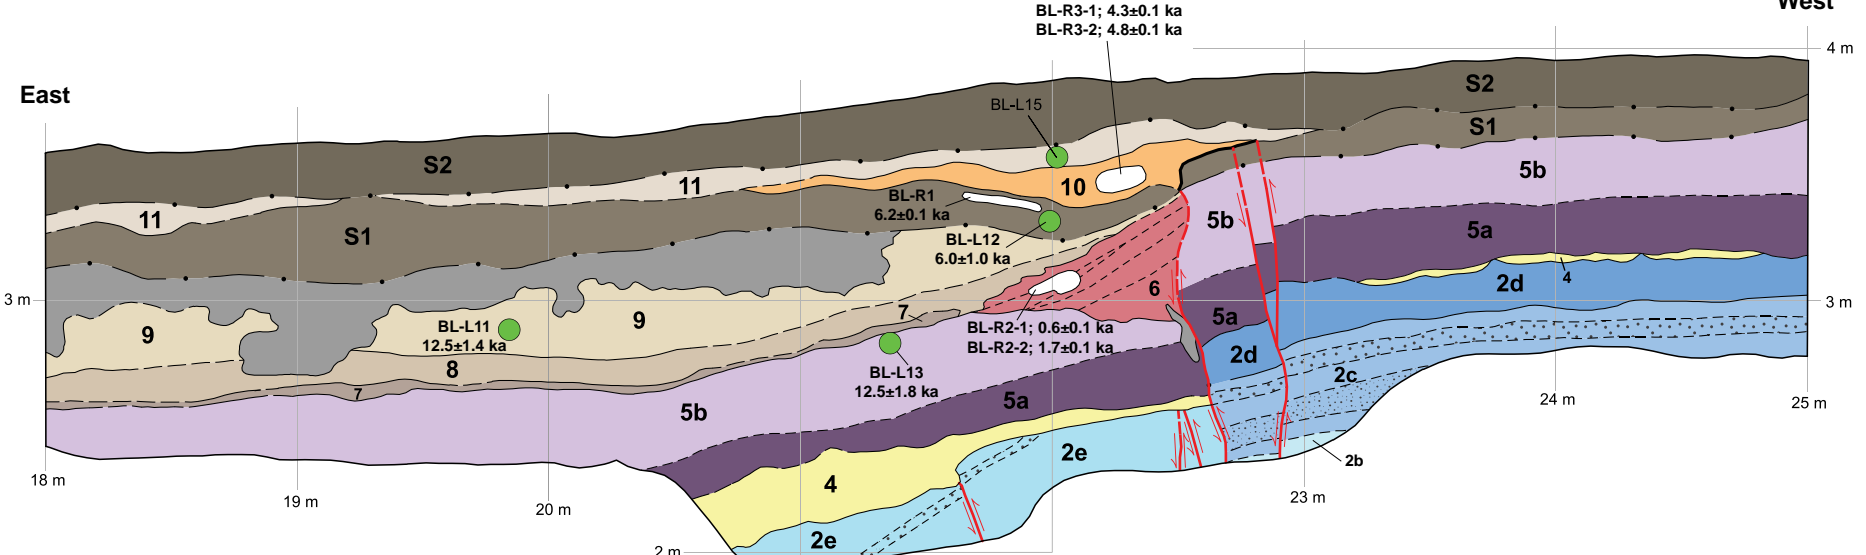 West
BL-R3-1; 4.3±0.1 ka
BL-R3-2; 4.8±0.1 ka
4 m
East
S2
BL-L15
S1
S2
5b
11
10
BL-R1
6.2±0.1 ka
11
S1
5b
5a
BL-L12
6.0±1.0 ka
4
2d
6
3 m
3 m
7
5a
9
9
BL-L11
12.5±1.4 ka
BL-R2-1; 0.6±0.1 ka
BL-R2-2; 1.7±0.1 ka
2d
8
BL-L13
12.5±1.8 ka
2c
7
5b
5a
24 m
25 m
2e
2b
18 m
4
19 m
20 m
23 m
2e
2 m